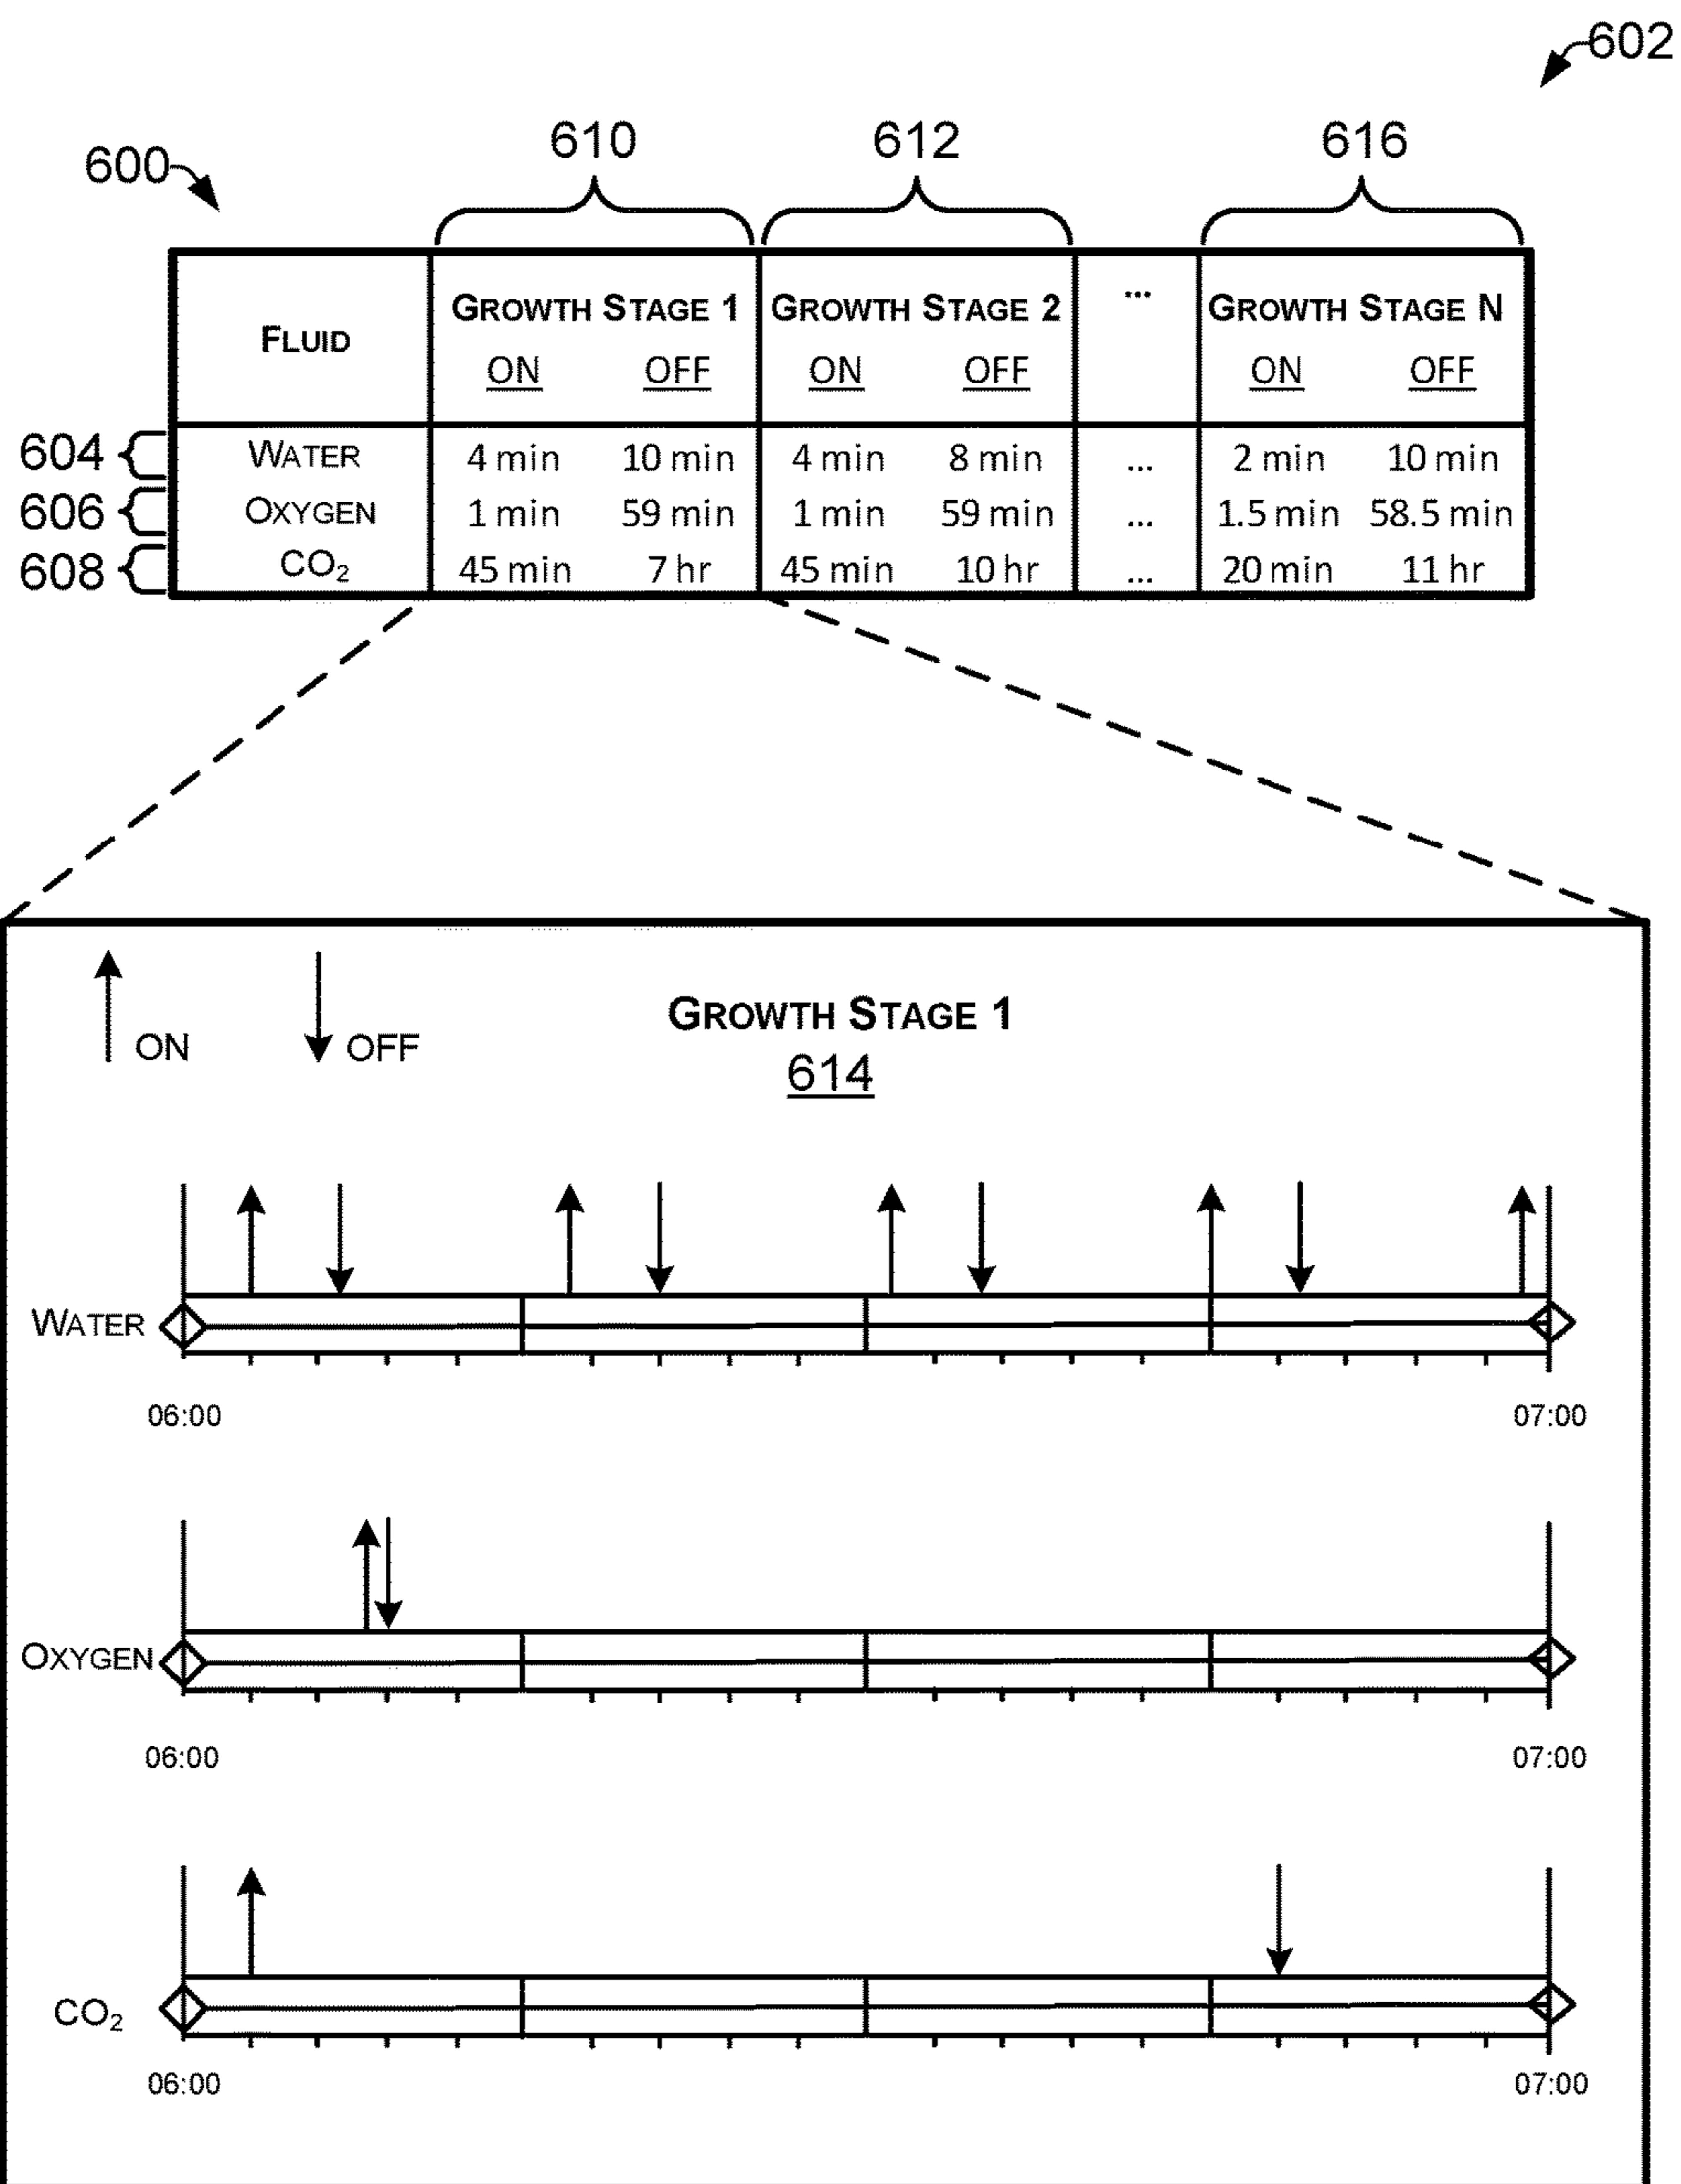 602
610 612 616
600
FLUID GROWTH STAGE 1 GROWTH STAGE 2 ... GROWTH STAGE N
ON OFF ON OFF ON OFF
604 WATER 4 min 10 min 4 min 8 min ... 2 min 10 min
606 OXYGEN 1 min 59 min 1 min 59 min ... 1.5 min 58.5 min
608 CO₂ 45 min 7 hr 45 min 10 hr ... 20 min 11 hr
ON OFF GROWTH STAGE 1
614
WATER
06:00 07:00
OXYGEN
06:00 07:00
CO₂
06:00 07:00